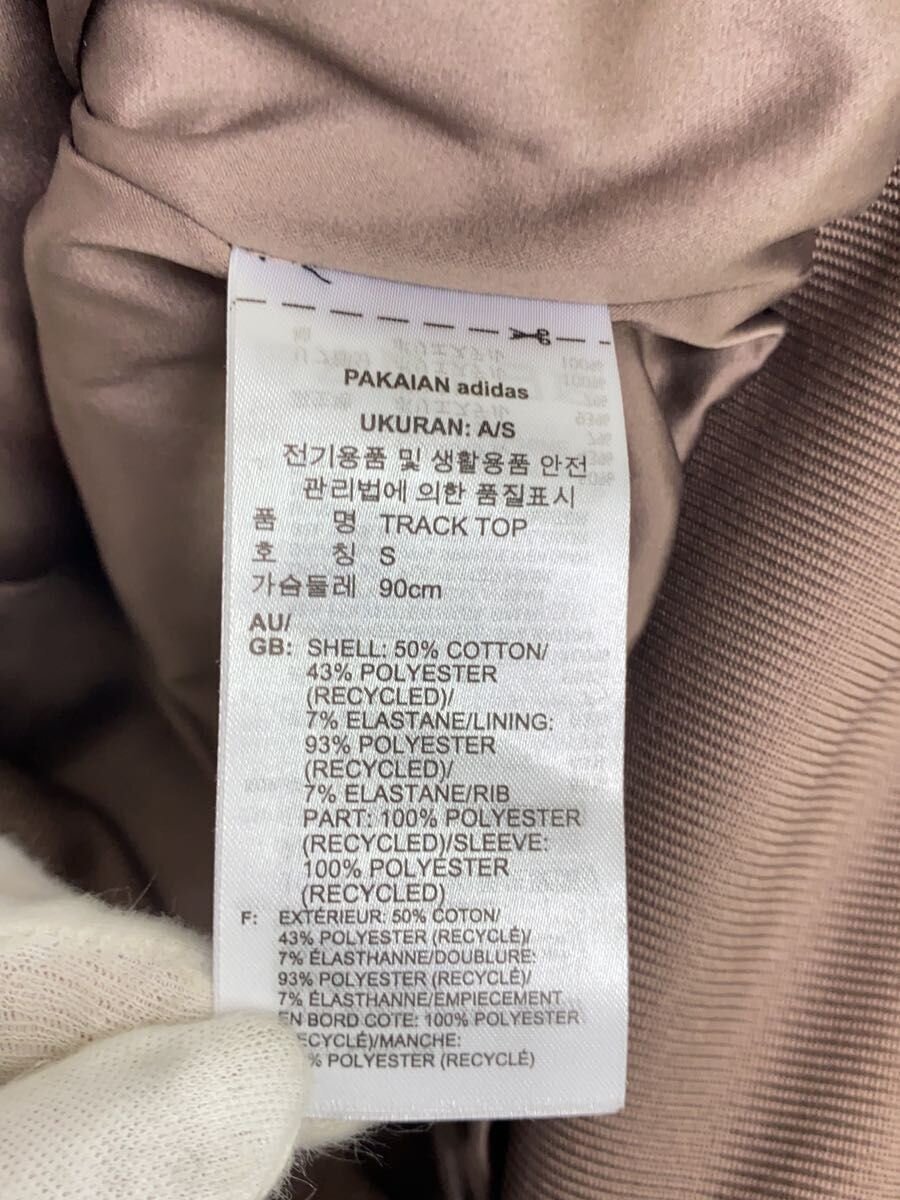 PAKAIAN adidas
UKURAN: A/S
전기용품 및 생활용품 안전
관리법에 의한 품질표시
품 명 TRACK TOP
호 칭 S
가슴둘레 90cm
AU/
GB: SHELL: 50% COTTON/
43% POLYESTER
(RECYCLED)/
7% ELASTANE/LINING:
93% POLYESTER
(RECYCLED)/
7% ELASTANE/RIB
PART: 100% POLYESTER
(RECYCLED)/SLEEVE:
100% POLYESTER
(RECYCLED)
F: EXTÉRIEUR: 50% COTON/
43% POLYESTER (RECYCLÉ)/
7% ÉLASTHANNE/DOUBLURE:
93% POLYESTER (RECYCLÉ)/
7% ÉLASTHANNE/EMPIECEMENT
EN BORD COTE: 100% POLYESTER
ECYCLÉ)/MANCHE:
% POLYESTER (RECYCLÉ)